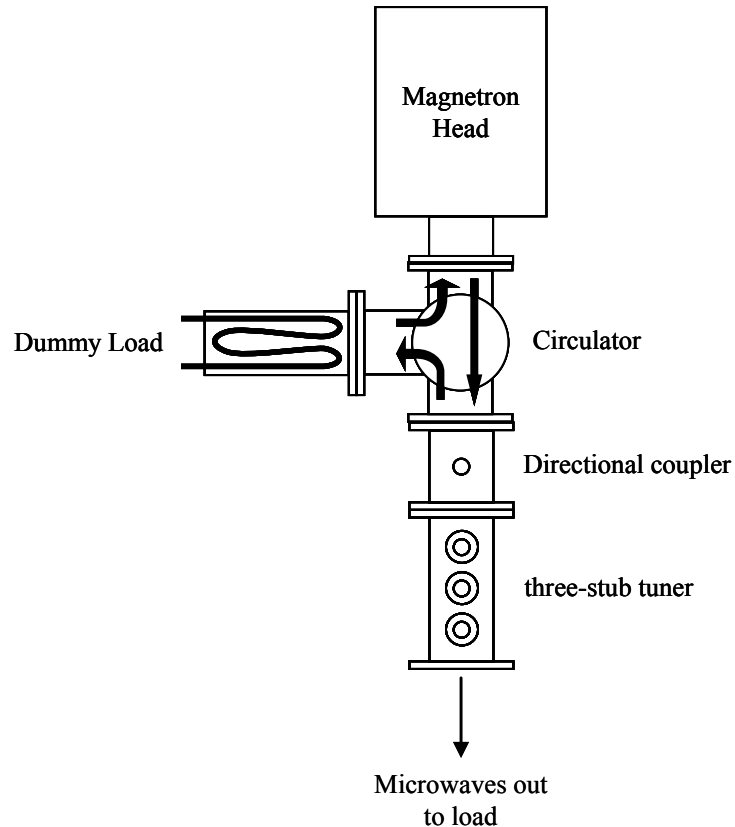 Magnetron
Head
Dummy Load
Circulator
Directional coupler
three-stub tuner
Microwaves out
to load